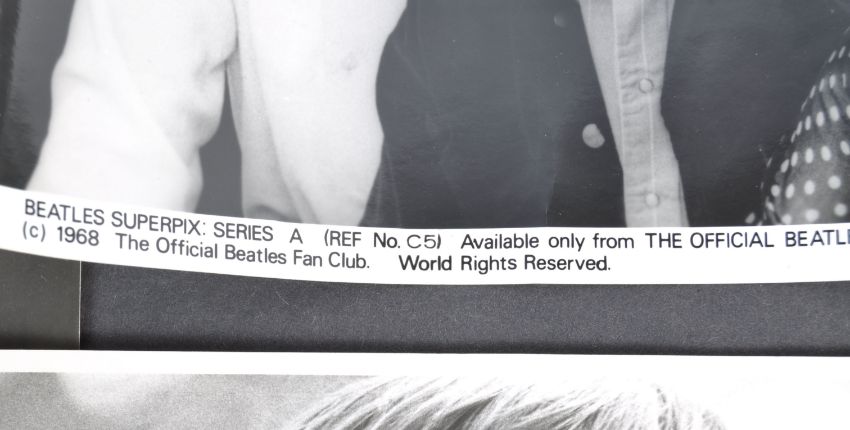 BEATLES SUPERPIX: SERIES A (REF No. C5) Available only from THE OFFICIAL
(c) 1968 The Official Beatles Fan Club. World Rights Reserved.